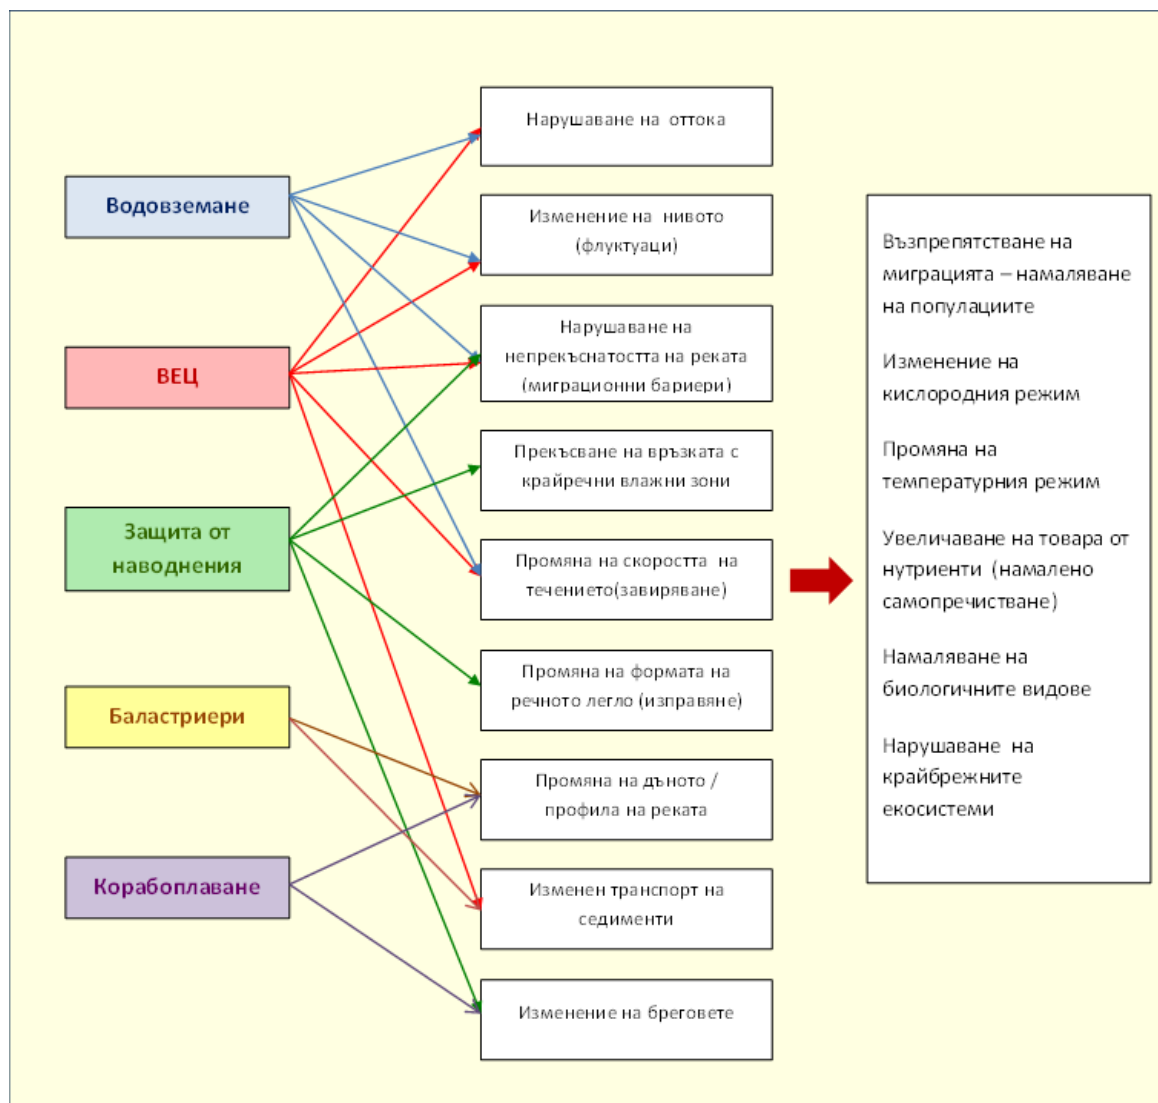 Водовземане
ВЕЦ
Защита от
наводнения
Баластриери
Корабоплаване
Нарушаване на оттока
Изменение на нивото
(флуктуаци)
Нарушаване на
непрекъснатостта на реката
(миграционни бариери)
Прекъсване на връзката с
крайречни влажни зони
Промяна на скоростта на
течението(завиряване)
Промяна на формата на
речното легло (изправяне)
Промяна на дъното /
профила на реката
Изменен транспорт на
седименти
Изменение на бреговете
Възпрепятстване на
миграцията – намаляване
на популациите
Изменение на
кислородния режим
Промяна на
температурния режим
Увеличаване на товара от
нутриенти (намалено
самопречистване)
Намаляване на
биологичните видове
Нарушаване на
крайбрежните
екосистеми